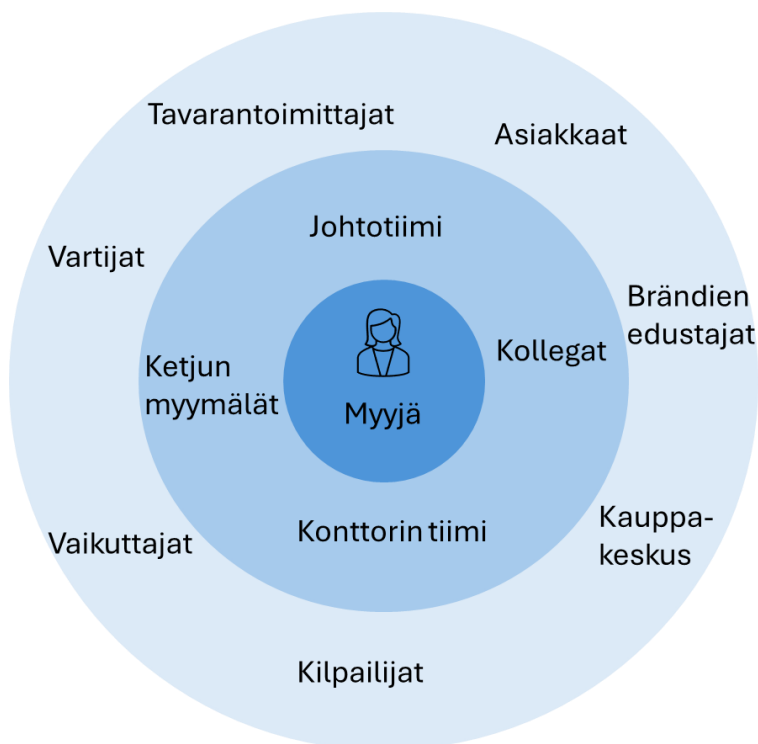 Tavarantoimittajat
Asiakkaat
Johtotiimi
Vartijat
Brändien
edustajat
Kollegat
Ketjun
myymälät
Myyjä
Konttorin tiimi
Kauppa-
keskus
Vaikuttajat
Kilpailijat